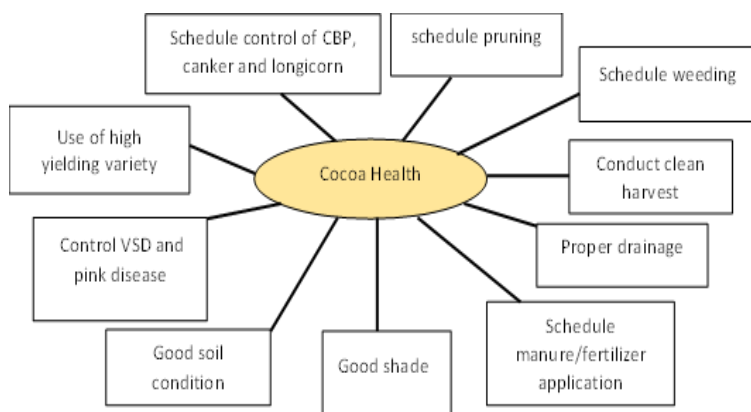 Schedule control of CBP,
canker and longicorn
schedule pruning
Schedule weeding
Use of high
yielding variety
Cocoa Health
Conduct clean
harvest
Control VSD and
pink disease
Proper drainage
Good soil
condition
Good shade
Schedule
manure/fertilizer
application